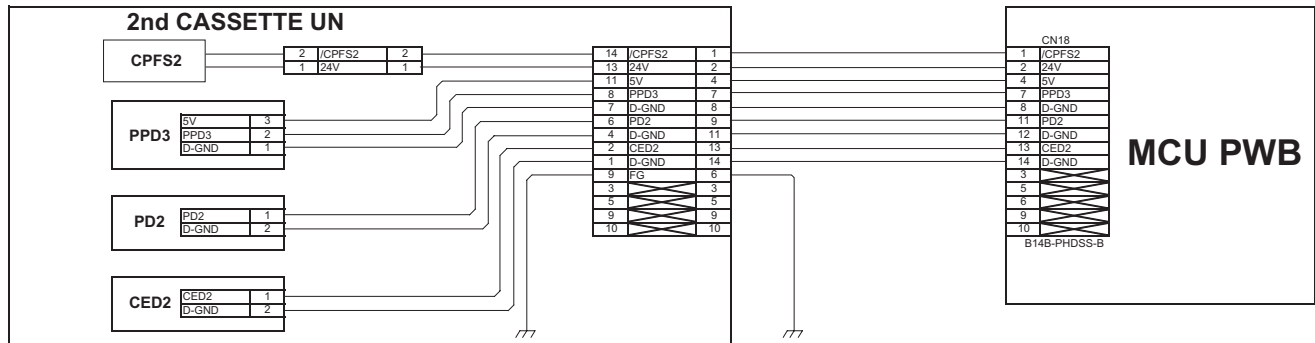 2nd CASSETTE UN
CPFS2
2 /CPFS2 2
1 24V 1
PPD3
5V 3
PPD3 2
D-GND 1
PD2
PD2 1
D-GND 2
CED2
CED2 1
D-GND 2
14 /CPFS2 1
13 24V 2
11 5V 4
8 PPD3 7
7 D-GND 8
6 PD2 9
4 D-GND 11
2 CED2 13
1 D-GND 14
9 FG 6
3 3
5 5
9 9
10 10
CN18
1 /CPFS2
2 24V
4 5V
7 PPD3
8 D-GND
11 PD2
12 D-GND
13 CED2
14 D-GND
3
5
6
9
10
B14B-PHDSS-B
MCU PWB